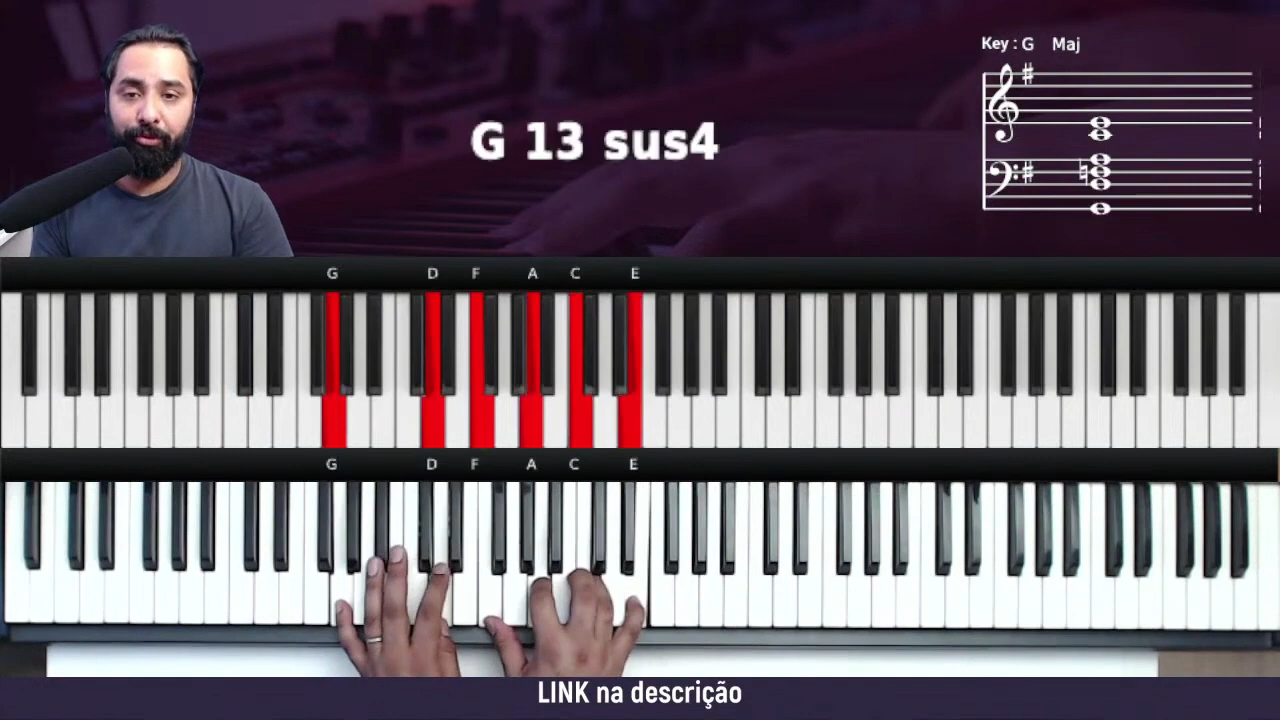 Key : G Maj
G 13 sus4
G D F A C E
G D F A C E
LINK na descrição